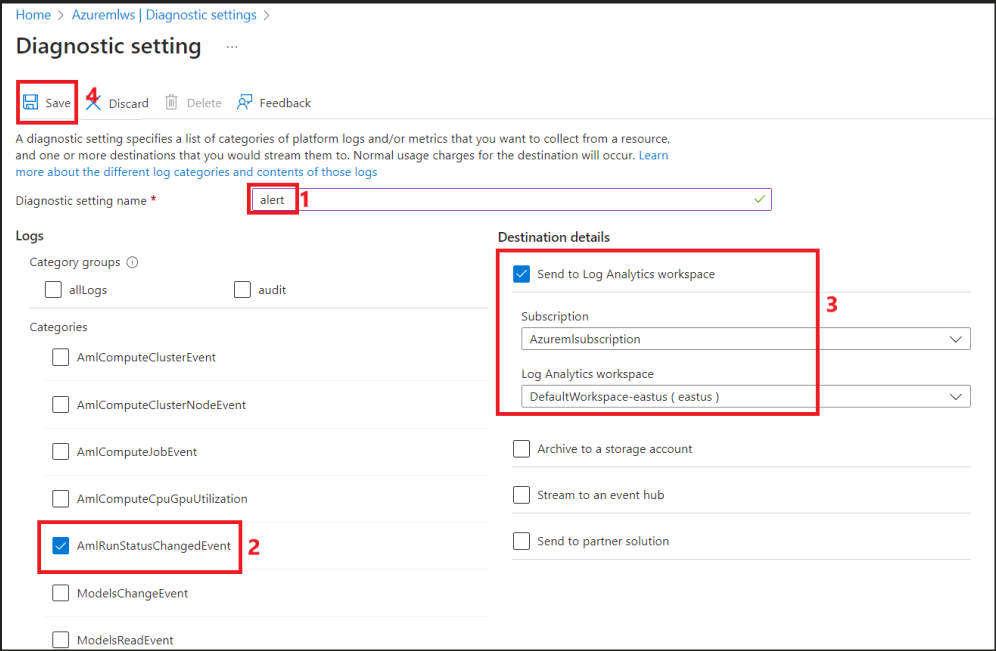 Home > Azuremlws | Diagnostic settings >
Diagnostic setting ...
Save 4 Discard Delete Feedback
A diagnostic setting specifies a list of categories of platform logs and/or metrics that you want to collect from a resource,
and one or more destinations that you would stream them to. Normal usage charges for the destination will occur. Learn
more about the different log categories and contents of those logs
Diagnostic setting name * alert 1
Logs
Category groups
allLogs audit
Categories
AmlComputeClusterEvent
AmlComputeClusterNodeEvent
AmlComputeJobEvent
AmlComputeCpuGpuUtilization
AmlRunStatusChangedEvent 2
ModelsChangeEvent
ModelsReadEvent
Destination details
Send to Log Analytics workspace
3
Subscription
Azuremlsubscription
Log Analytics workspace
DefaultWorkspace-eastus ( eastus )
Archive to a storage account
Stream to an event hub
Send to partner solution